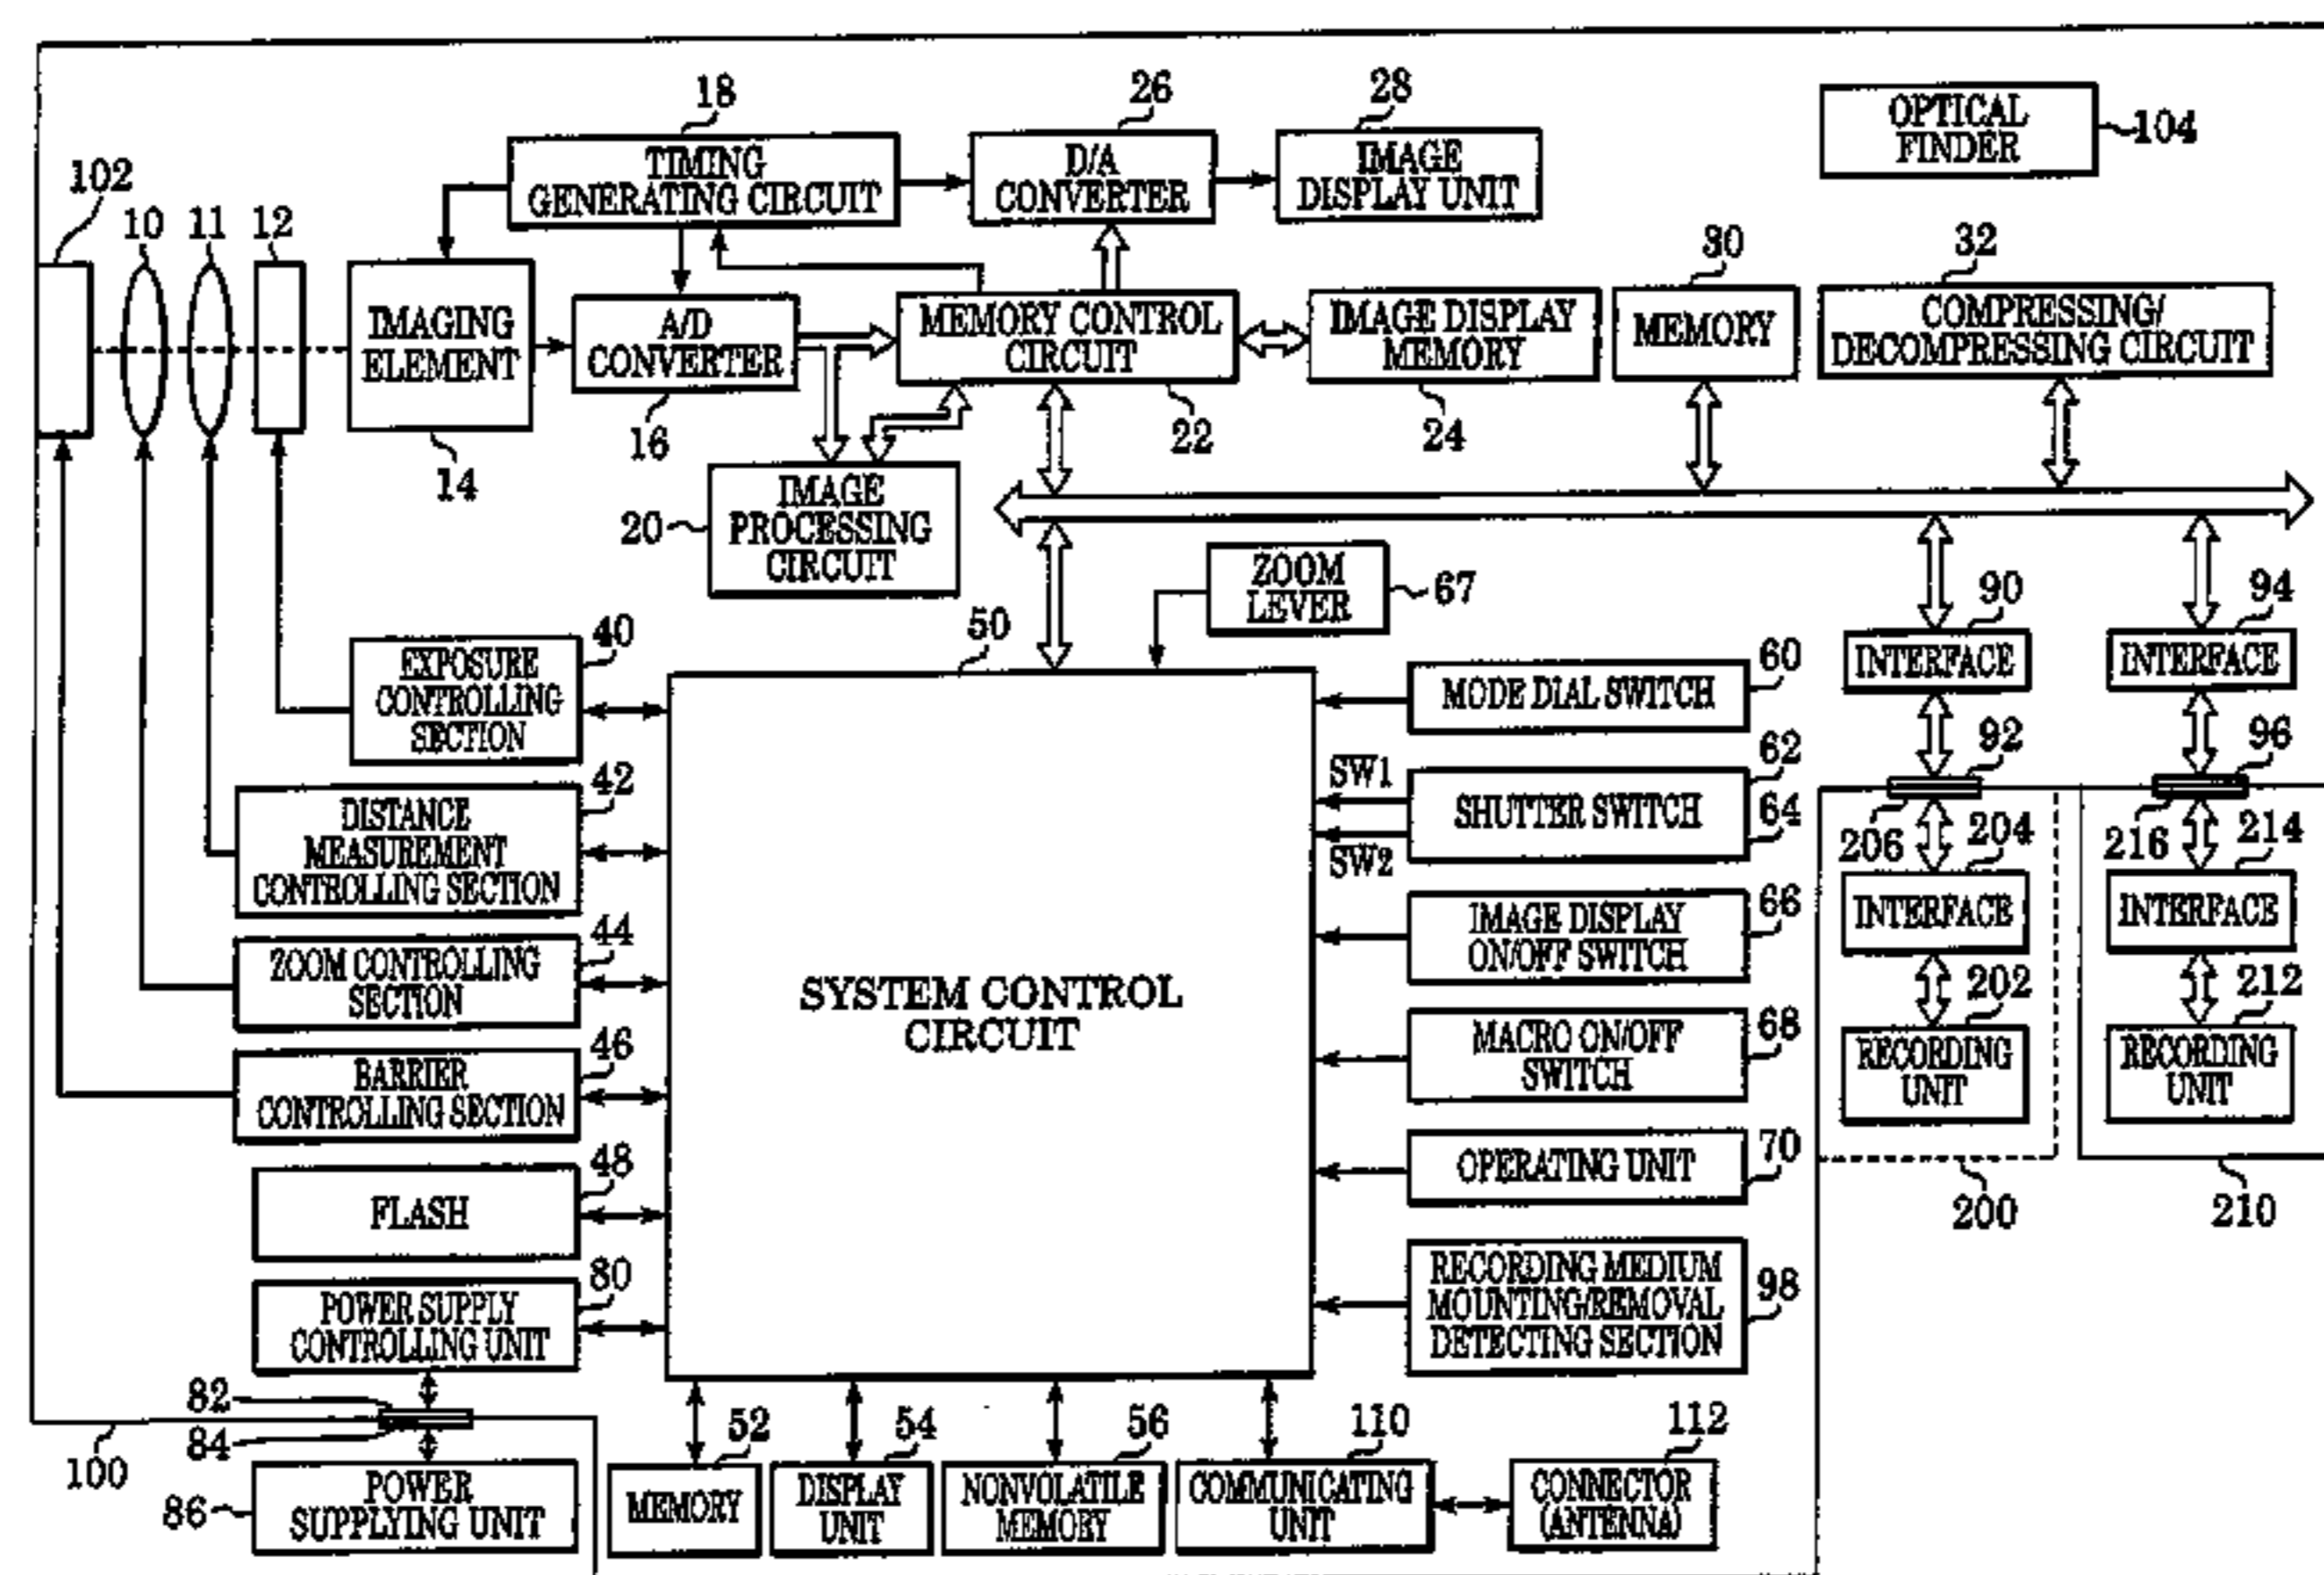 18
26
28
OPTICAL
FINDER
104
TIMING
GENERATING CIRCUIT
D/A
CONVERTER
IMAGE
DISPLAY UNIT
102
10
11
12
30
32
IMAGING
ELEMENT
A/D
CONVERTER
MEMORY CONTROL
CIRCUIT
IMAGE DISPLAY
MEMORY
MEMORY
COMPRESSING/
DECOMPRESSING CIRCUIT
14
16
22
24
20
IMAGE
PROCESSING
CIRCUIT
ZOOM
LEVER
67
90
94
40
50
EXPOSURE
CONTROLLING
SECTION
MODE DIAL SWITCH
60
INTERFACE
INTERFACE
42
DISTANCE
MEASUREMENT
CONTROLLING SECTION
SW1
SW2
SHUTTER SWITCH
62
64
92
96
206
204
216
214
44
ZOOM CONTROLLING
SECTION
IMAGE DISPLAY
ON/OFF SWITCH
66
INTERFACE
INTERFACE
SYSTEM CONTROL
CIRCUIT
202
212
46
BARRIER
CONTROLLING SECTION
MACRO ON/OFF
SWITCH
68
RECORDING
UNIT
RECORDING
UNIT
48
FLASH
OPERATING UNIT
70
200
210
80
POWER SUPPLY
CONTROLLING UNIT
RECORDING MEDIUM
MOUNTING/REMOVAL
DETECTING SECTION
98
82
84
100
52
54
56
110
112
86
POWER
SUPPLYING UNIT
MEMORY
DISPLAY
UNIT
NONVOLATILE
MEMORY
COMMUNICATING
UNIT
CONNECTOR
(ANTENNA)